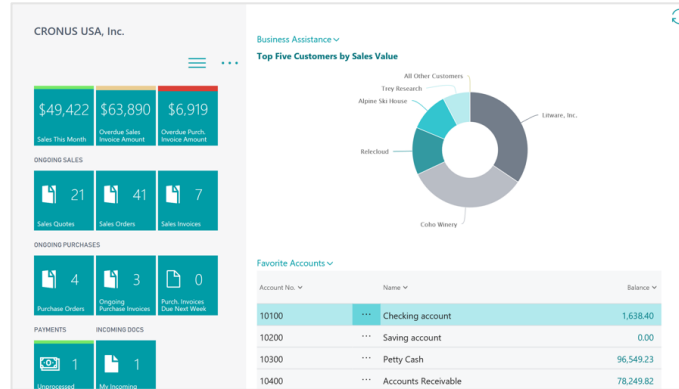 CRONUS USA, Inc.
$49,422
Sales This Month
$63,890
Overdue Sales
Invoice Amount
$6,919
Overdue Purch.
Invoice Amount
ONGOING SALES
21
Sales Quotes
41
Sales Orders
7
Sales Invoices
ONGOING PURCHASES
4
Purchase Orders
3
Ongoing
Purchase Invoices
0
Purch. Invoices
Due Next Week
PAYMENTS
INCOMING DOCS
1
Unprocessed
1
My Incoming
Business Assistance
Top Five Customers by Sales Value
All Other Customers
Trey Research
Alpine Ski House
Litware, Inc.
Relecloud
Coho Winery
Favorite Accounts
Account No. Name Balance
10100 ... Checking account 1,638.40
10200 ... Saving account 0.00
10300 ... Petty Cash 96,549.23
10400 ... Accounts Receivable 78,249.82